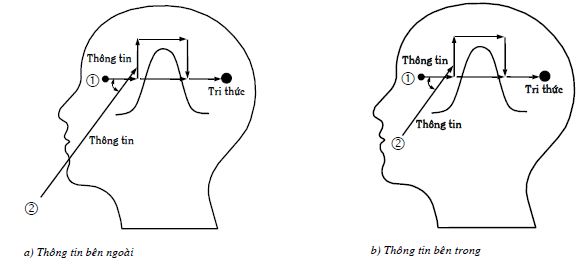 Thông tin
①
Tri thức
Thông tin
②
a) Thông tin bên ngoài
Thông tin
①
Tri thức
Thông tin
②
b) Thông tin bên trong